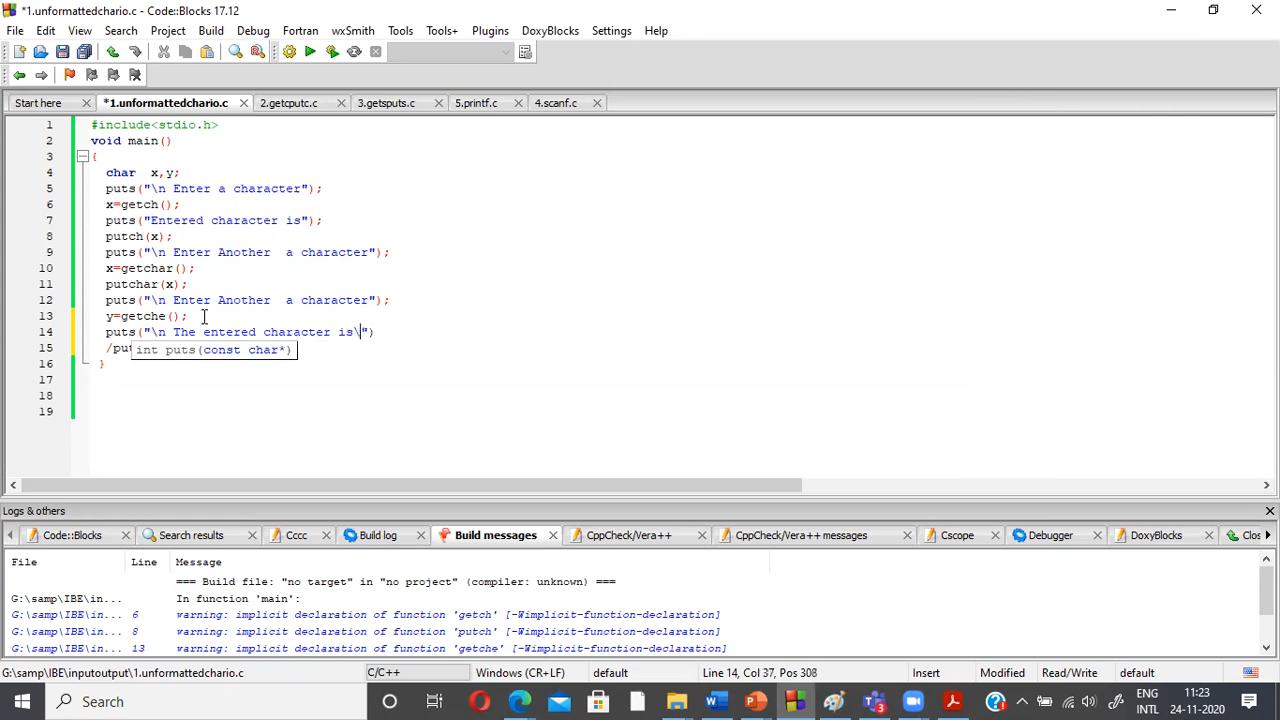 *1.unformattedchario.c - Code::Blocks 17.12
File Edit View Search Project Build Debug Fortran wxSmith Tools Tools+ Plugins DoxyBlocks Settings Help
Start here *1.unformattedchario.c 2.getcputc.c 3.getsputs.c 5.printf.c 4.scanf.c
1 #include<stdio.h>
2 void main()
3 {
4 char x,y;
5 puts("\n Enter a character");
6 x=getch();
7 puts("Entered character is");
8 putch(x);
9 puts("\n Enter Another a character");
10 x=getchar();
11 putchar(x);
12 puts("\n Enter Another a character");
13 y=getche();
14 puts("\n The entered character is\")
15 /put
int puts(const char*)
16 }
17
18
19
Logs & others
Code::Blocks Search results Cccc Build log Build messages CppCheck/Vera++ CppCheck/Vera++ messages Cscope Debugger DoxyBlocks Clos
File Line Message
=== Build file: "no target" in "no project" (compiler: unknown) ===
G:\samp\IBE\in... In function 'main':
G:\samp\IBE\in... 6 warning: implicit declaration of function 'getch' [-Wimplicit-function-declaration]
G:\samp\IBE\in... 8 warning: implicit declaration of function 'putch' [-Wimplicit-function-declaration]
G:\samp\IBE\in... 13 warning: implicit declaration of function 'getche' [-Wimplicit-function-declaration]
G:\samp\IBE\inputoutput\1.unformattedchario.c C/C++ Windows (CR+LF) default Line 14, Col 37, Pos 308 Insert Modified Read/Write default
Search
ENG 11:23
INTL 24-11-2020